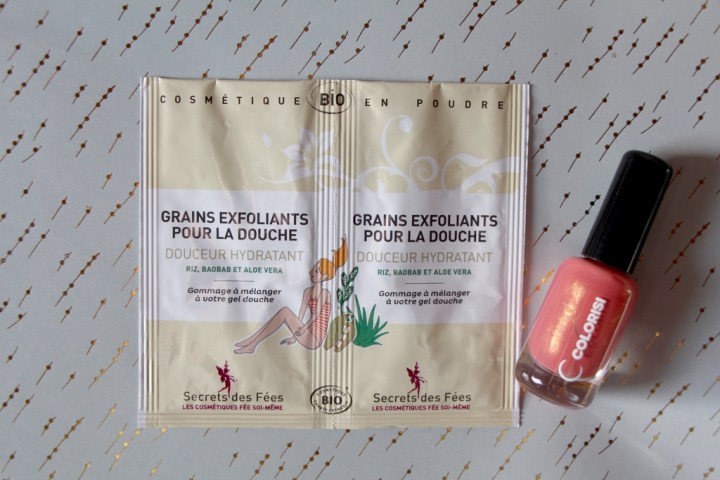 COSMÉTIQUE BIO EN POUDRE
GRAINS EXFOLIANTS
POUR LA DOUCHE
DOUCEUR HYDRATANT
RIZ, BAOBAB ET ALOE VERA
Gommage à mélanger
à votre gel douche
Secrets des Fées
LES COSMÉTIQUES FÉE SOI-MÊME
BIO
GRAINS EXFOLIANTS
POUR LA DOUCHE
DOUCEUR HYDRATANT
RIZ, BAOBAB ET ALOE VERA
Gommage à mélanger
à votre gel douche
Secrets des Fées
LES COSMÉTIQUES FÉE SOI-MÊME
COLORISI